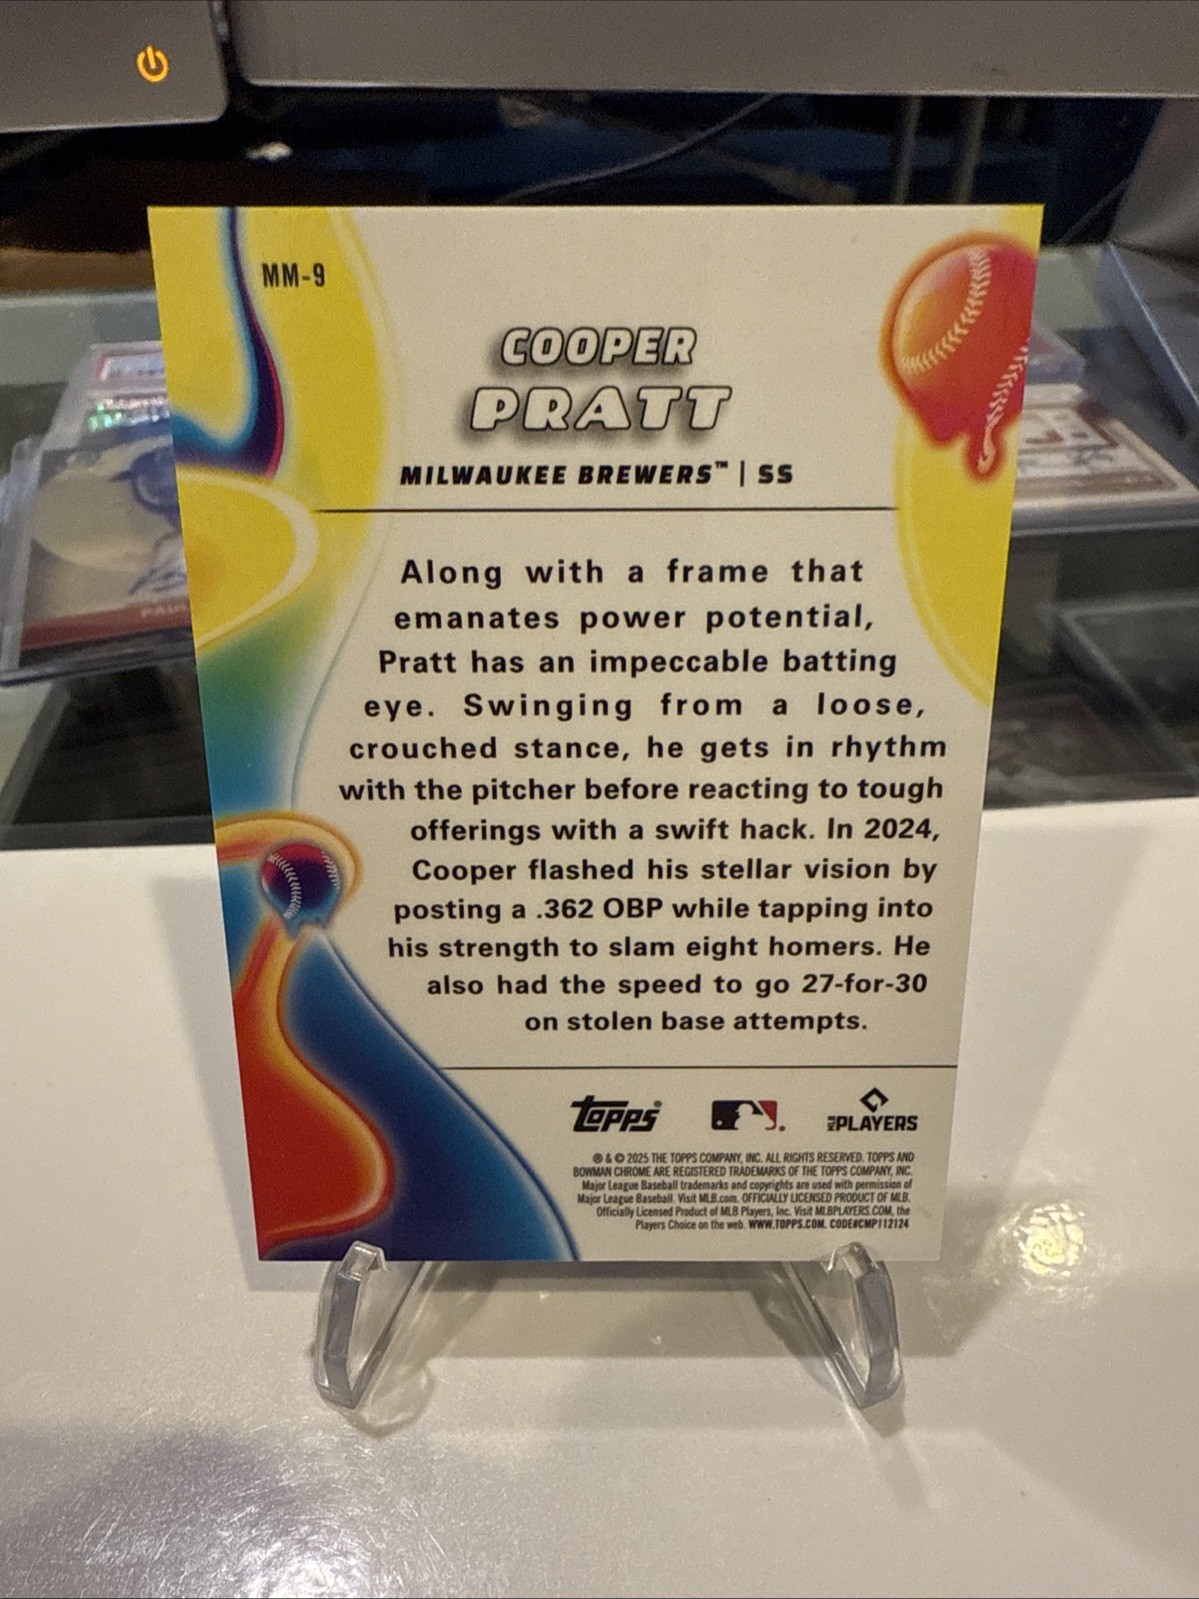 MM-9
COOPER
PRATT
MILWAUKEE BREWERS™ | SS
Along with a frame that
emanates power potential,
Pratt has an impeccable batting
eye. Swinging from a loose,
crouched stance, he gets in rhythm
with the pitcher before reacting to tough
offerings with a swift hack. In 2024,
Cooper flashed his stellar vision by
posting a .362 OBP while tapping into
his strength to slam eight homers. He
also had the speed to go 27-for-30
on stolen base attempts.
topps®
MLB PLAYERS
® & © 2025 THE TOPPS COMPANY, INC. ALL RIGHTS RESERVED. TOPPS AND
BOWMAN CHROME ARE REGISTERED TRADEMARKS OF THE TOPPS COMPANY, INC.
Major League Baseball trademarks and copyrights are used with permission of
Major League Baseball. Visit MLB.com. OFFICIALLY LICENSED PRODUCT OF MLB.
Officially Licensed Product of MLB Players, Inc. Visit MLBPLAYERS.COM, the
Players Choice on the web. WWW.TOPPS.COM. CODE#CMP112124